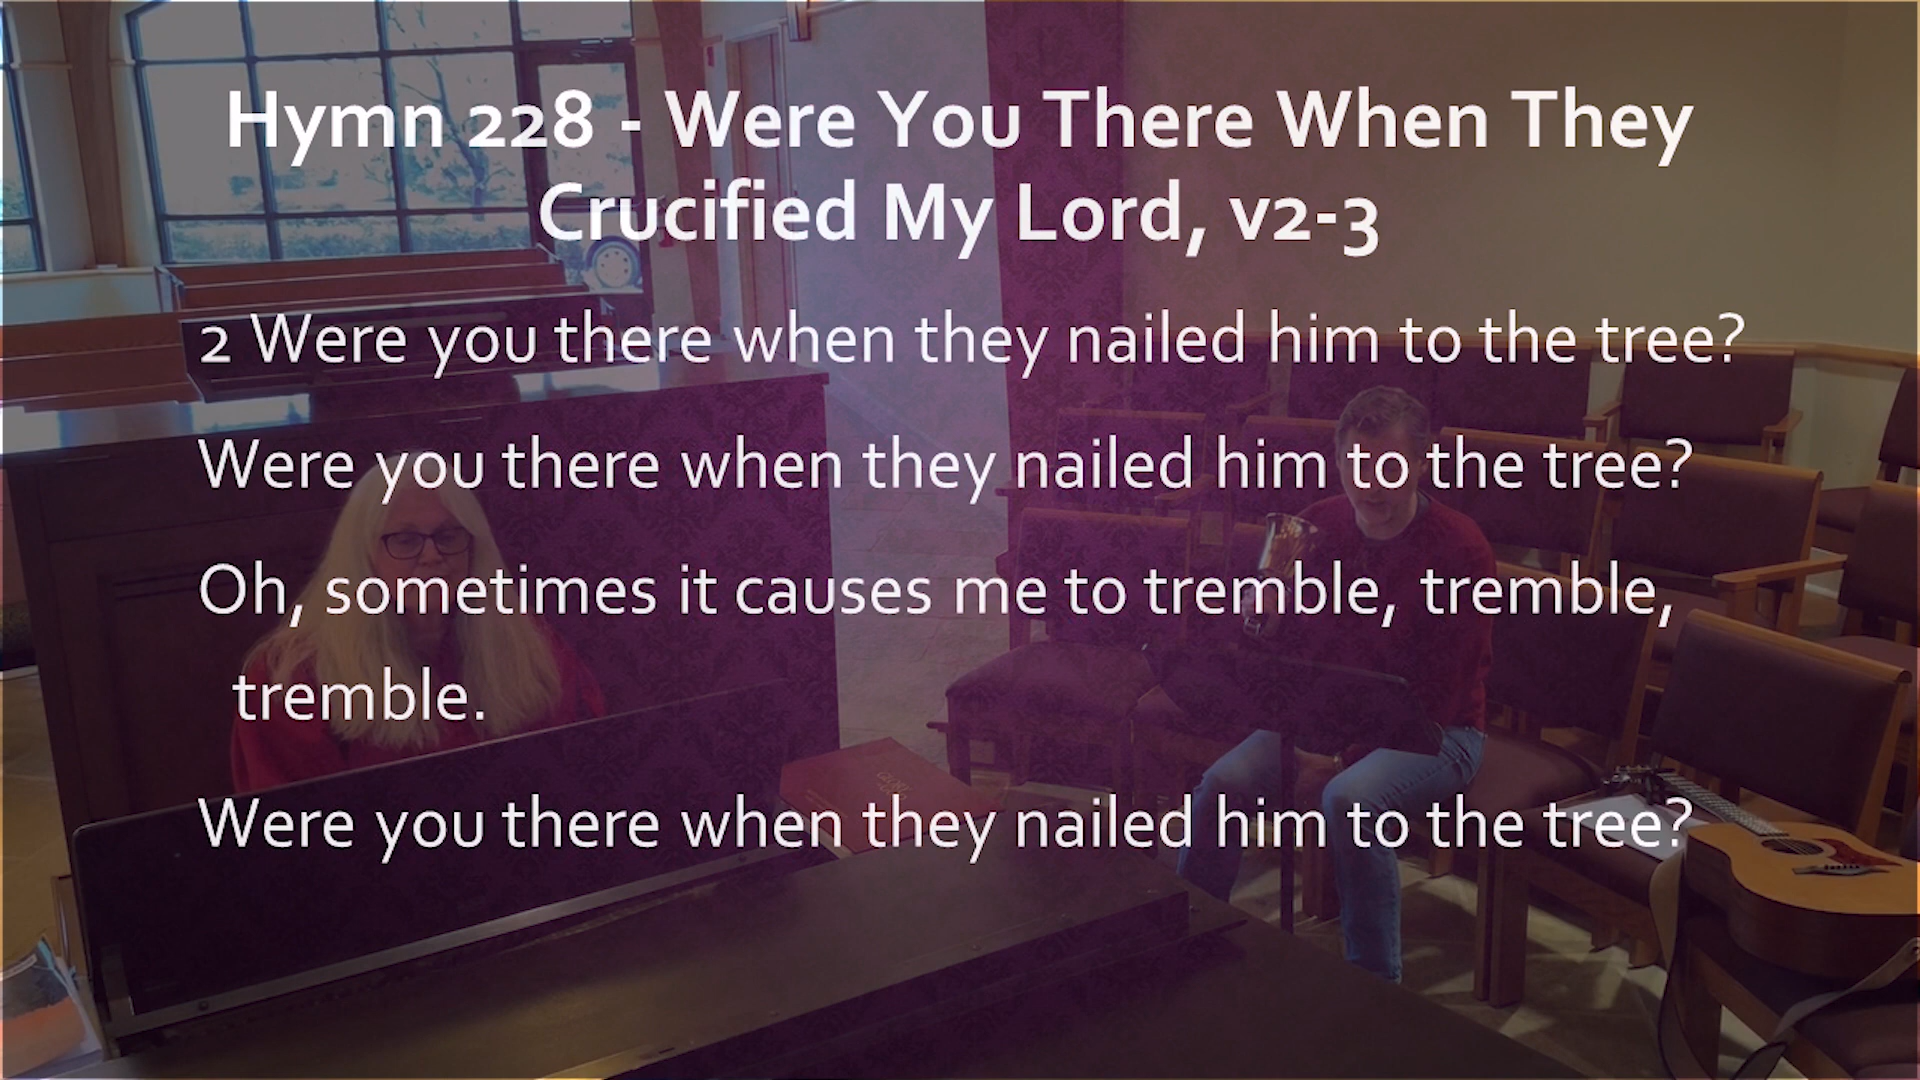 Hymn 228 - Were You There When They
Crucified My Lord, v2-3
2 Were you there when they nailed him to the tree?
Were you there when they nailed him to the tree?
Oh, sometimes it causes me to tremble, tremble,
tremble.
Were you there when they nailed him to the tree?